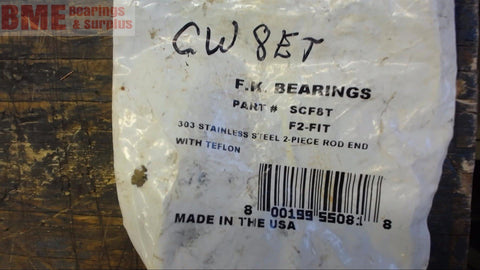 BME Bearings
& Surplus
CW 8ET
F.K. BEARINGS
PART # SCF8T
F2-FIT
303 STAINLESS STEEL 2-PIECE ROD END
WITH TEFLON
8 00199 55081 8
MADE IN THE USA